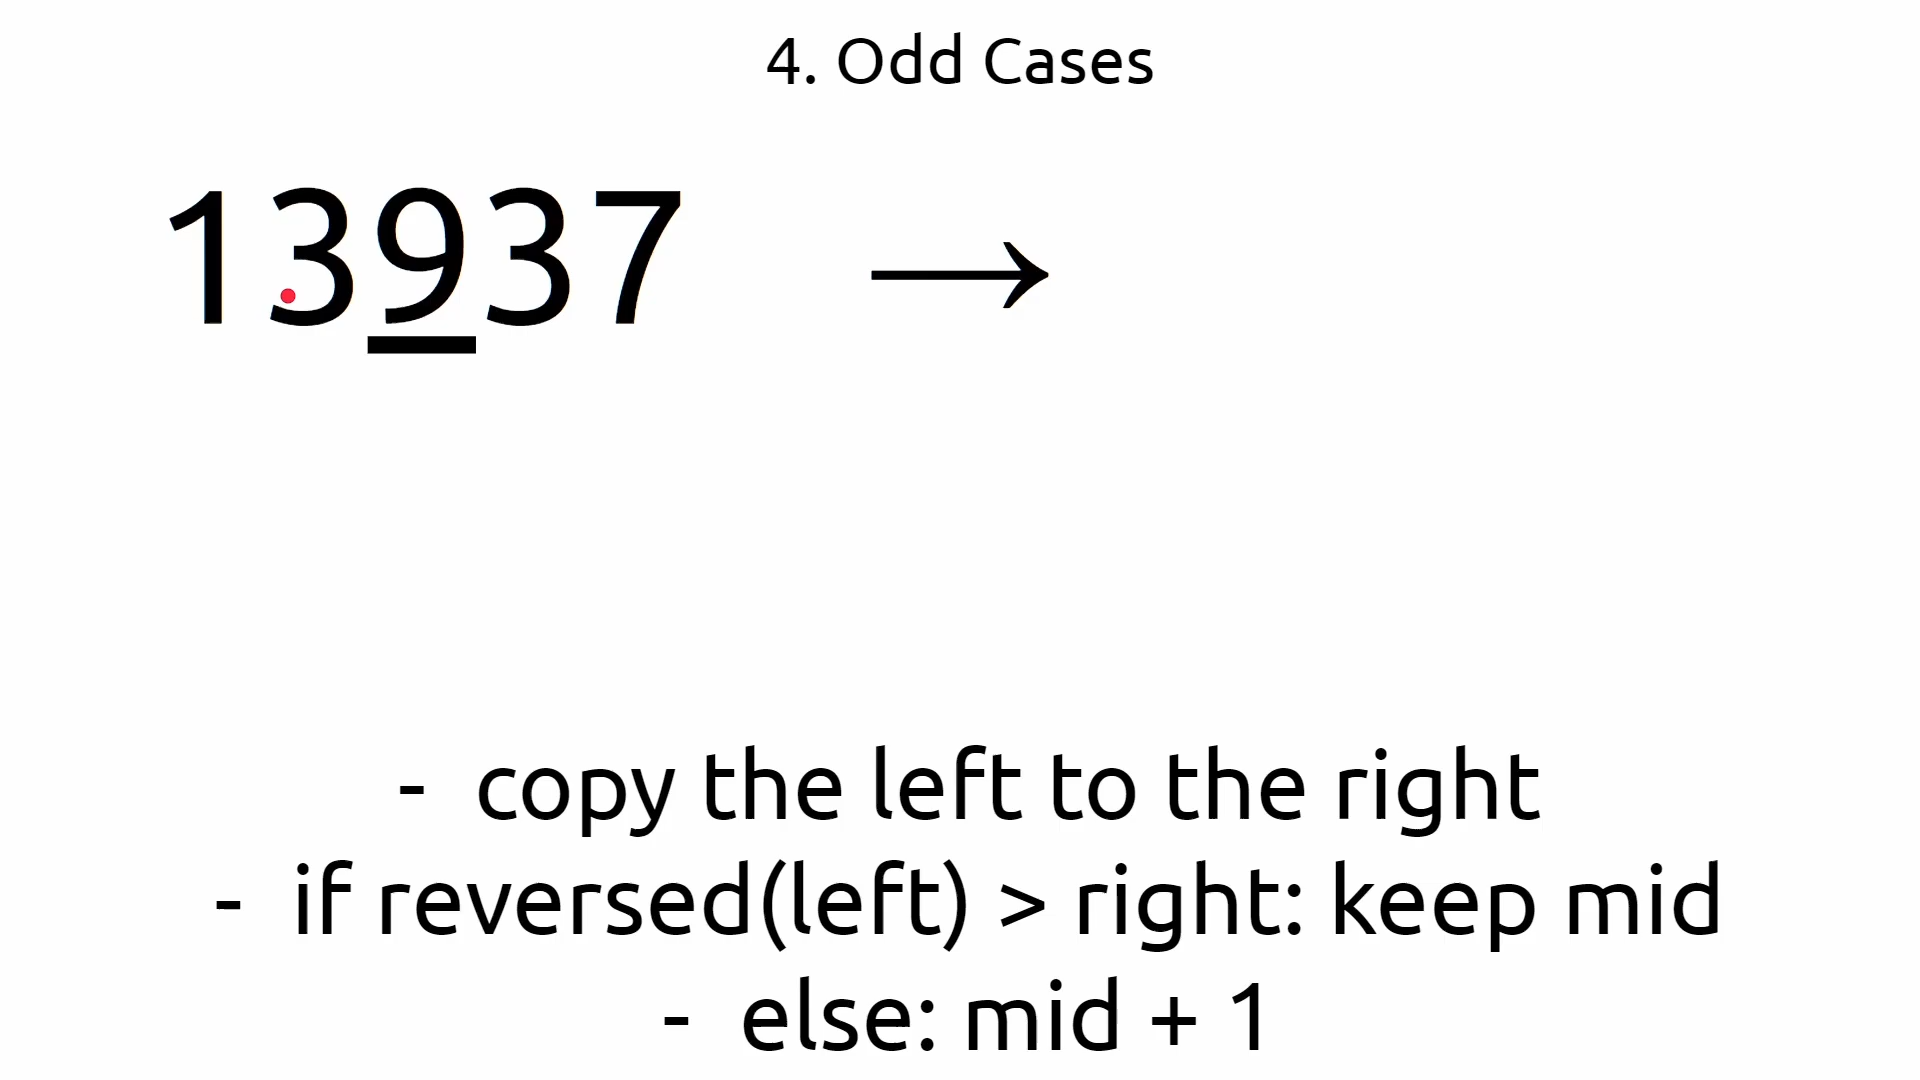 4. Odd Cases
13937 →
- copy the left to the right
- if reversed(left) > right: keep mid
- else: mid + 1